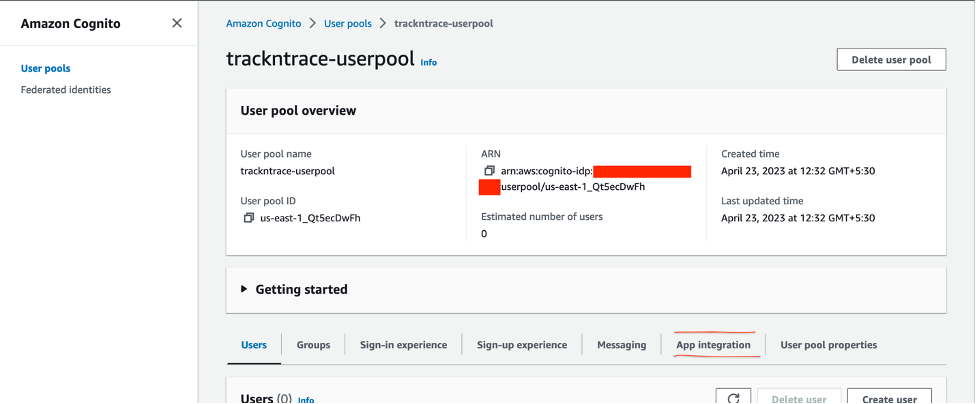 Amazon Cognito
User pools
Federated identities
Amazon Cognito > User pools > trackntrace-userpool
trackntrace-userpool Info
Delete user pool
User pool overview
User pool name
trackntrace-userpool
User pool ID
us-east-1_Qt5ecDwFh
ARN
arn:aws:cognito-idp:
userpool/us-east-1_Qt5ecDwFh
Estimated number of users
0
Created time
April 23, 2023 at 12:32 GMT+5:30
Last updated time
April 23, 2023 at 12:32 GMT+5:30
Getting started
Users Groups Sign-in experience Sign-up experience Messaging App integration User pool properties
Users (0) Info
Delete user Create user